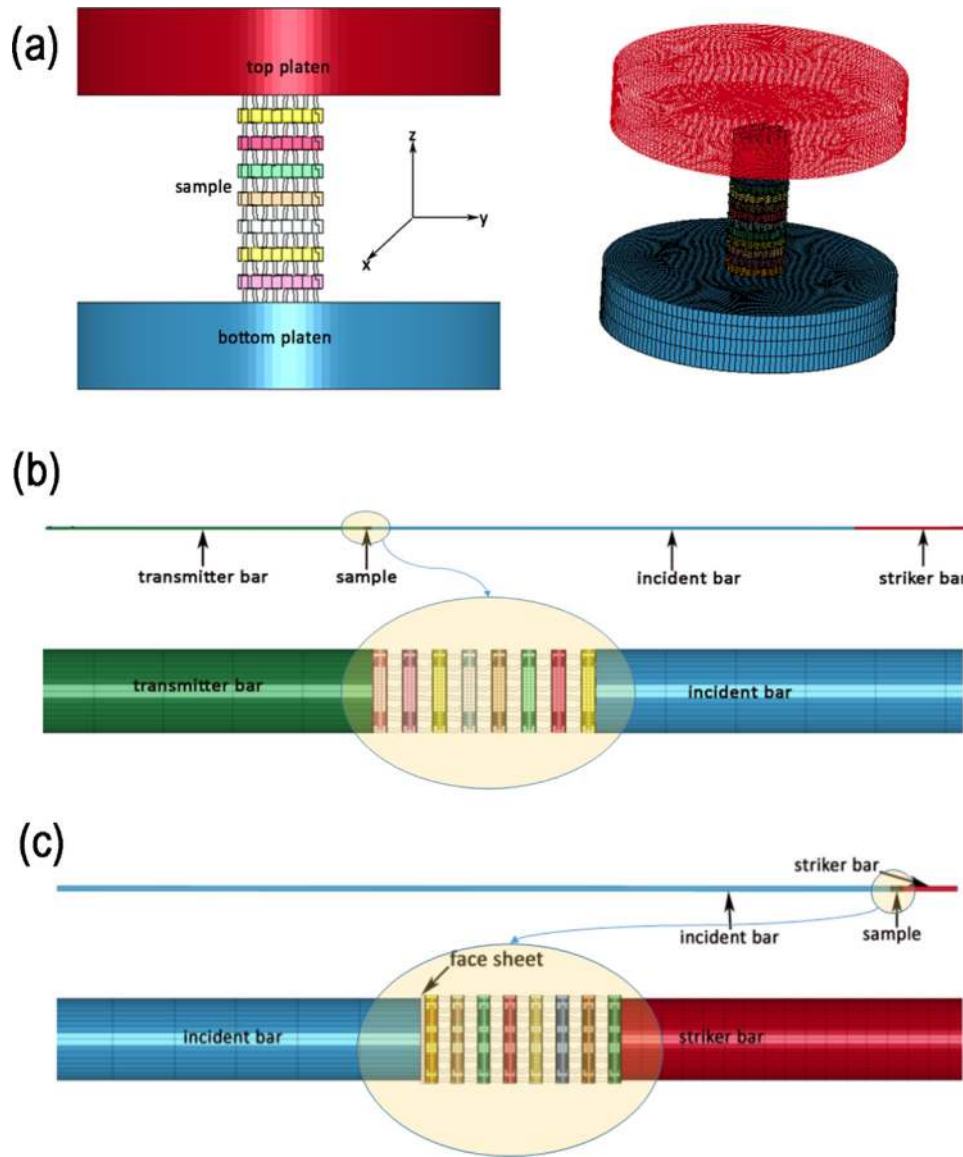 (a)
top platen
sample
z
y
x
bottom platen
(b)
transmitter bar
sample
incident bar
striker bar
transmitter bar
incident bar
(c)
striker bar
incident bar
sample
face sheet
incident bar
striker bar